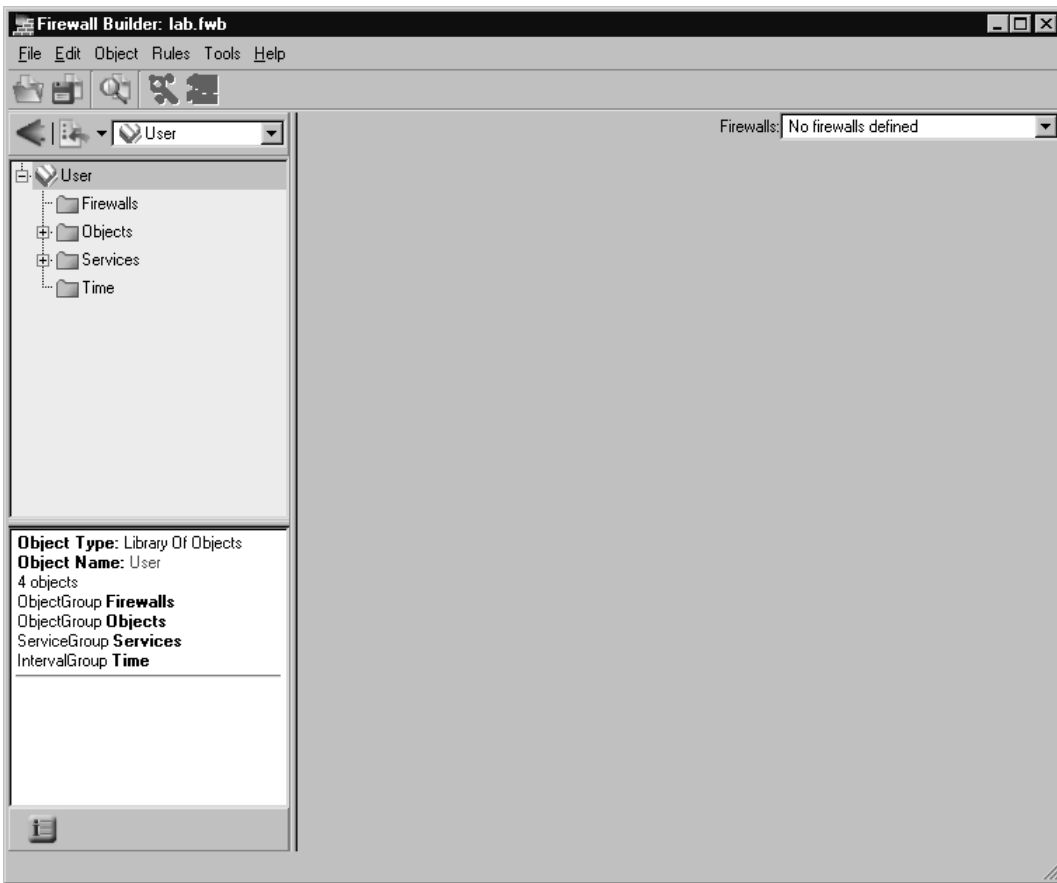 Firewall Builder: lab.fwb
File Edit Object Rules Tools Help
User
Firewalls: No firewalls defined
User
Firewalls
Objects
Services
Time
Object Type: Library Of Objects
Object Name: User
4 objects
ObjectGroup Firewalls
ObjectGroup Objects
ServiceGroup Services
IntervalGroup Time